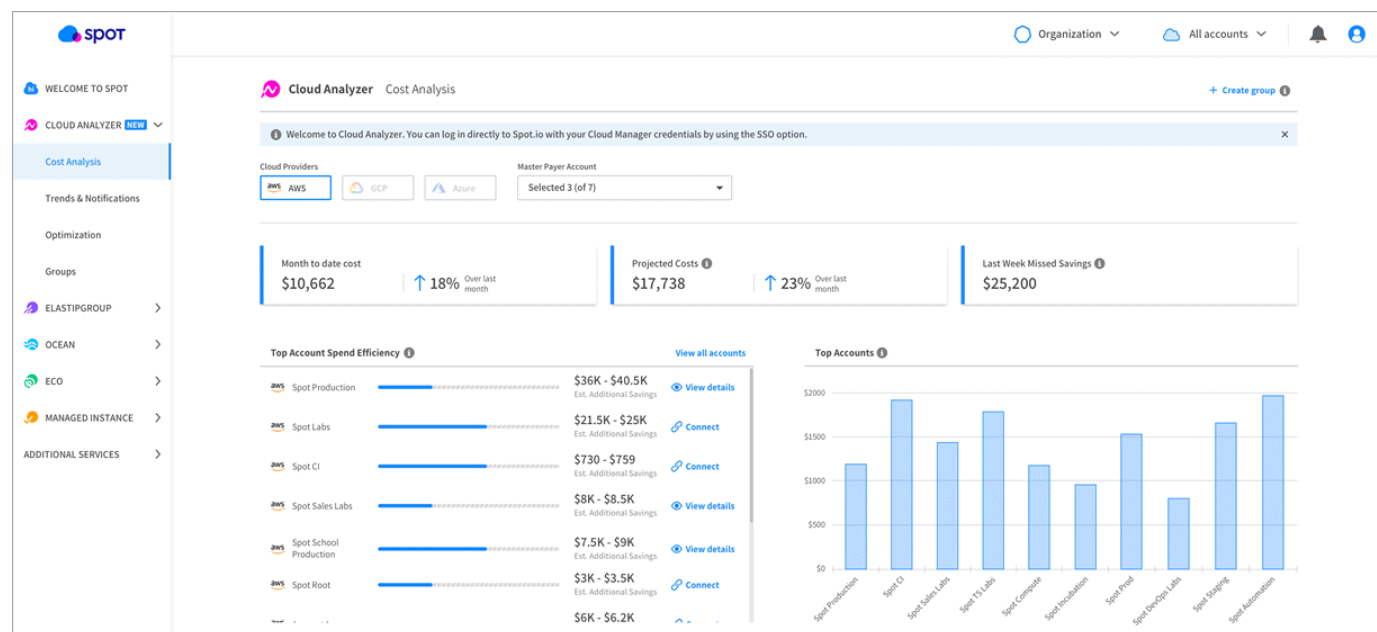 spot
Organization
All accounts
hi WELCOME TO SPOT
CLOUD ANALYZER NEW
Cost Analysis
Trends & Notifications
Optimization
Groups
ELASTIPGROUP
OCEAN
ECO
MANAGED INSTANCE
ADDITIONAL SERVICES
Cloud Analyzer Cost Analysis
+ Create group i
i Welcome to Cloud Analyzer. You can log in directly to Spot.io with your Cloud Manager credentials by using the SSO option. ×
Cloud Providers
aws AWS
GCP
Azure
Master Payer Account
Selected 3 (of 7)
Month to date cost
$10,662
18% Over last
month
Projected Costs i
$17,738
23% Over last
month
Last Week Missed Savings i
$25,200
Top Account Spend Efficiency i
View all accounts
aws Spot Production
$36K - $40.5K
Est. Additional Savings
View details
aws Spot Labs
$21.5K - $25K
Est. Additional Savings
Connect
aws Spot CI
$730 - $759
Est. Additional Savings
Connect
aws Spot Sales Labs
$8K - $8.5K
Est. Additional Savings
View details
aws Spot School
Production
$7.5K - $9K
Est. Additional Savings
View details
aws Spot Root
$3K - $3.5K
Est. Additional Savings
Connect
$6K - $6.2K
Top Accounts i
$2000
$1500
$1000
$500
$0
Spot Production
Spot CI
Spot Sales Labs
Spot TS Labs
Spot Compute
Spot Incubation
Spot Prod
Spot DevOps Labs
Spot Staging
Spot Automation